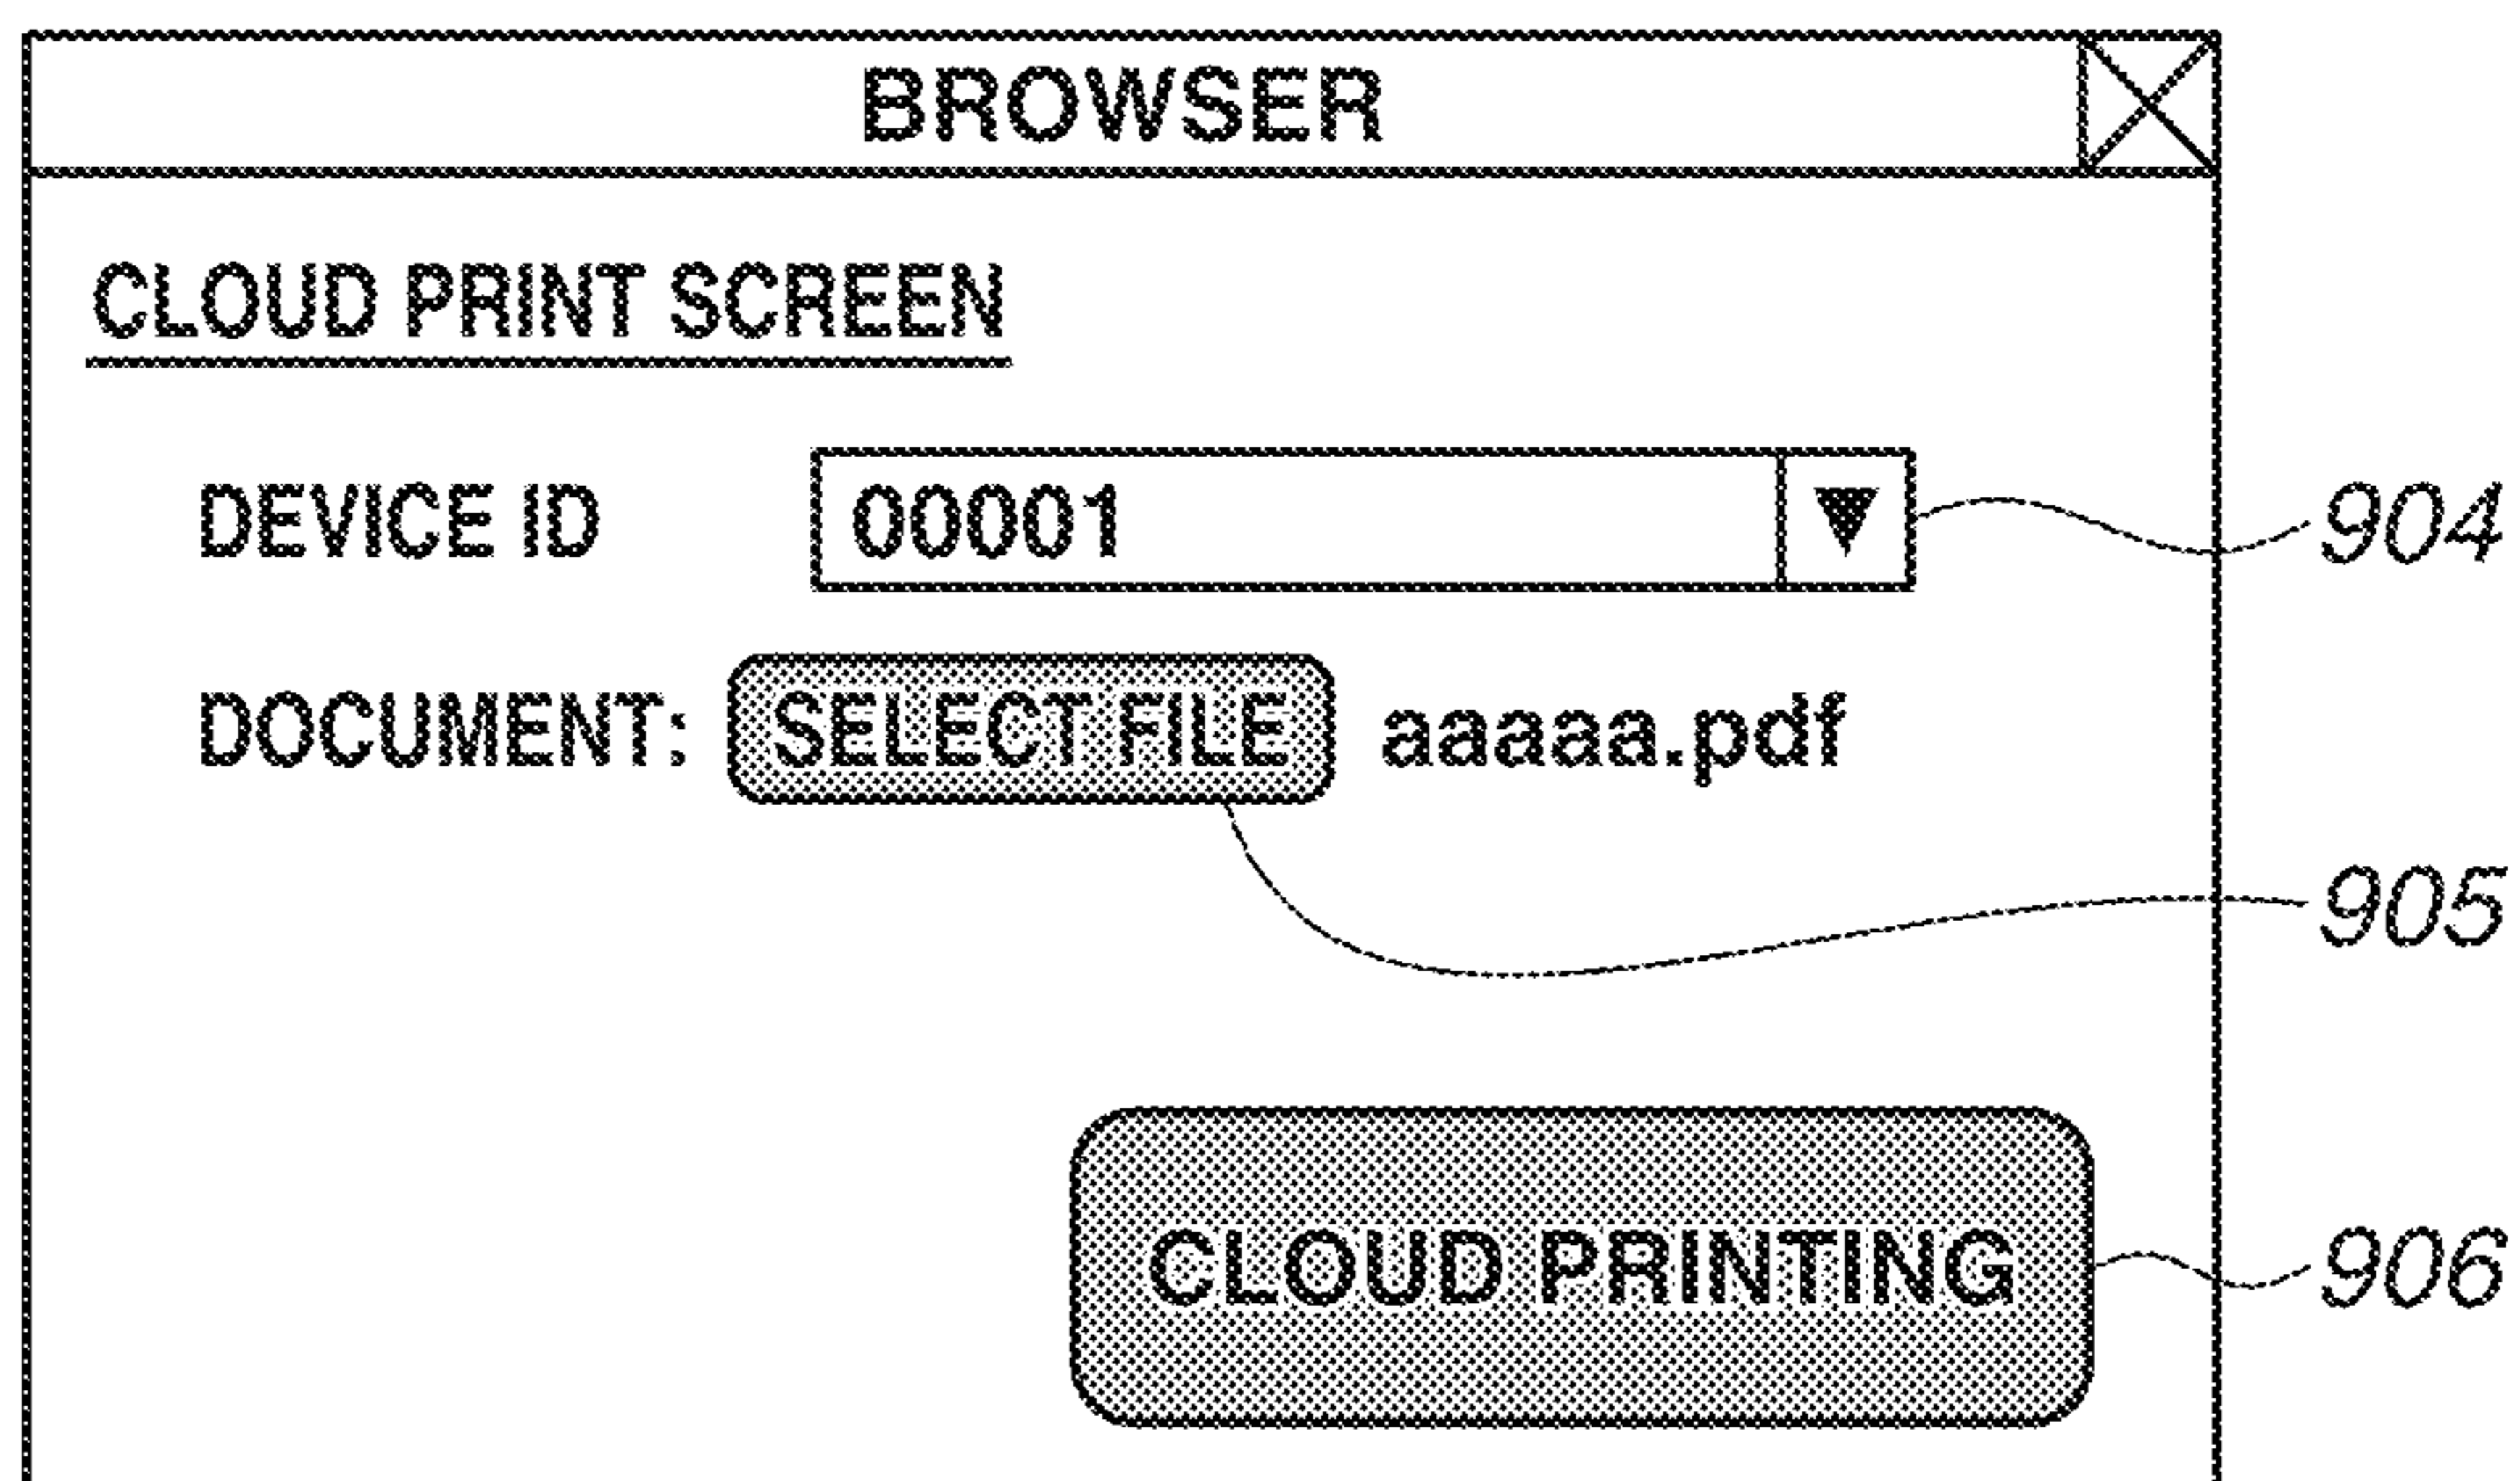 BROWSER
CLOUD PRINT SCREEN
DEVICE ID 00001 904
DOCUMENT: SELECT FILE aaaaa.pdf
905
CLOUD PRINTING 906